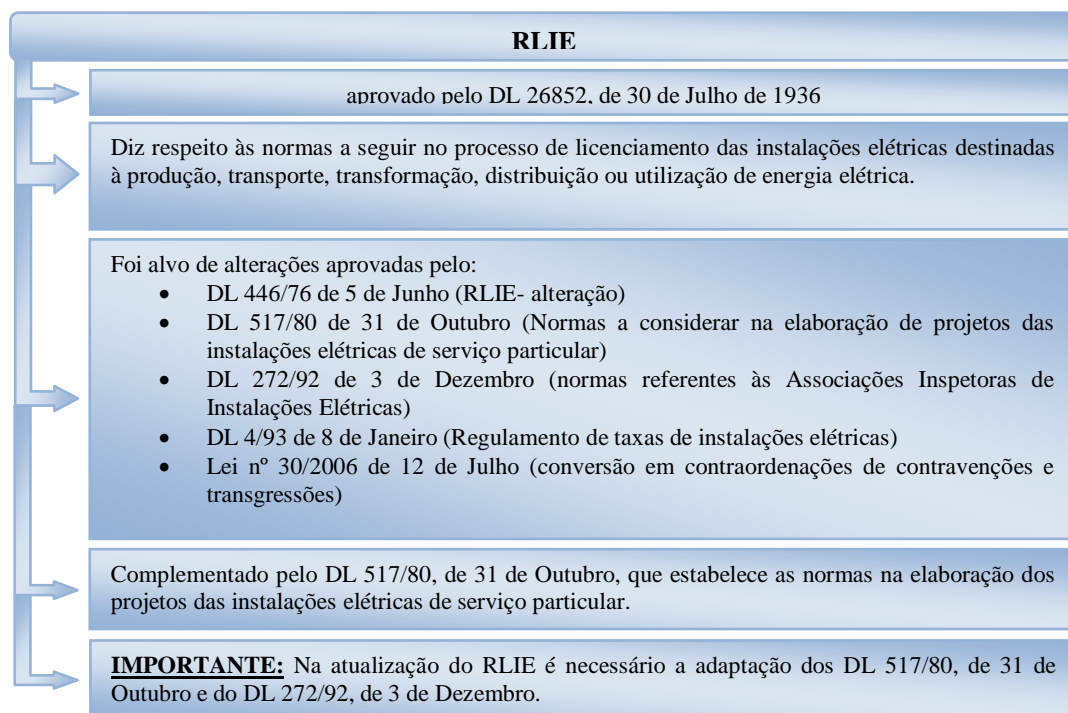 RLIE
aprovado pelo DL 26852, de 30 de Julho de 1936
Diz respeito às normas a seguir no processo de licenciamento das instalações elétricas destinadas
à produção, transporte, transformação, distribuição ou utilização de energia elétrica.
Foi alvo de alterações aprovadas pelo:
• DL 446/76 de 5 de Junho (RLIE- alteração)
• DL 517/80 de 31 de Outubro (Normas a considerar na elaboração de projetos das
instalações elétricas de serviço particular)
• DL 272/92 de 3 de Dezembro (normas referentes às Associações Inspetoras de
Instalações Elétricas)
• DL 4/93 de 8 de Janeiro (Regulamento de taxas de instalações elétricas)
• Lei nº 30/2006 de 12 de Julho (conversão em contraordenações de contravenções e
transgressões)
Complementado pelo DL 517/80, de 31 de Outubro, que estabelece as normas na elaboração dos
projetos das instalações elétricas de serviço particular.
IMPORTANTE: Na atualização do RLIE é necessário a adaptação dos DL 517/80, de 31 de
Outubro e do DL 272/92, de 3 de Dezembro.